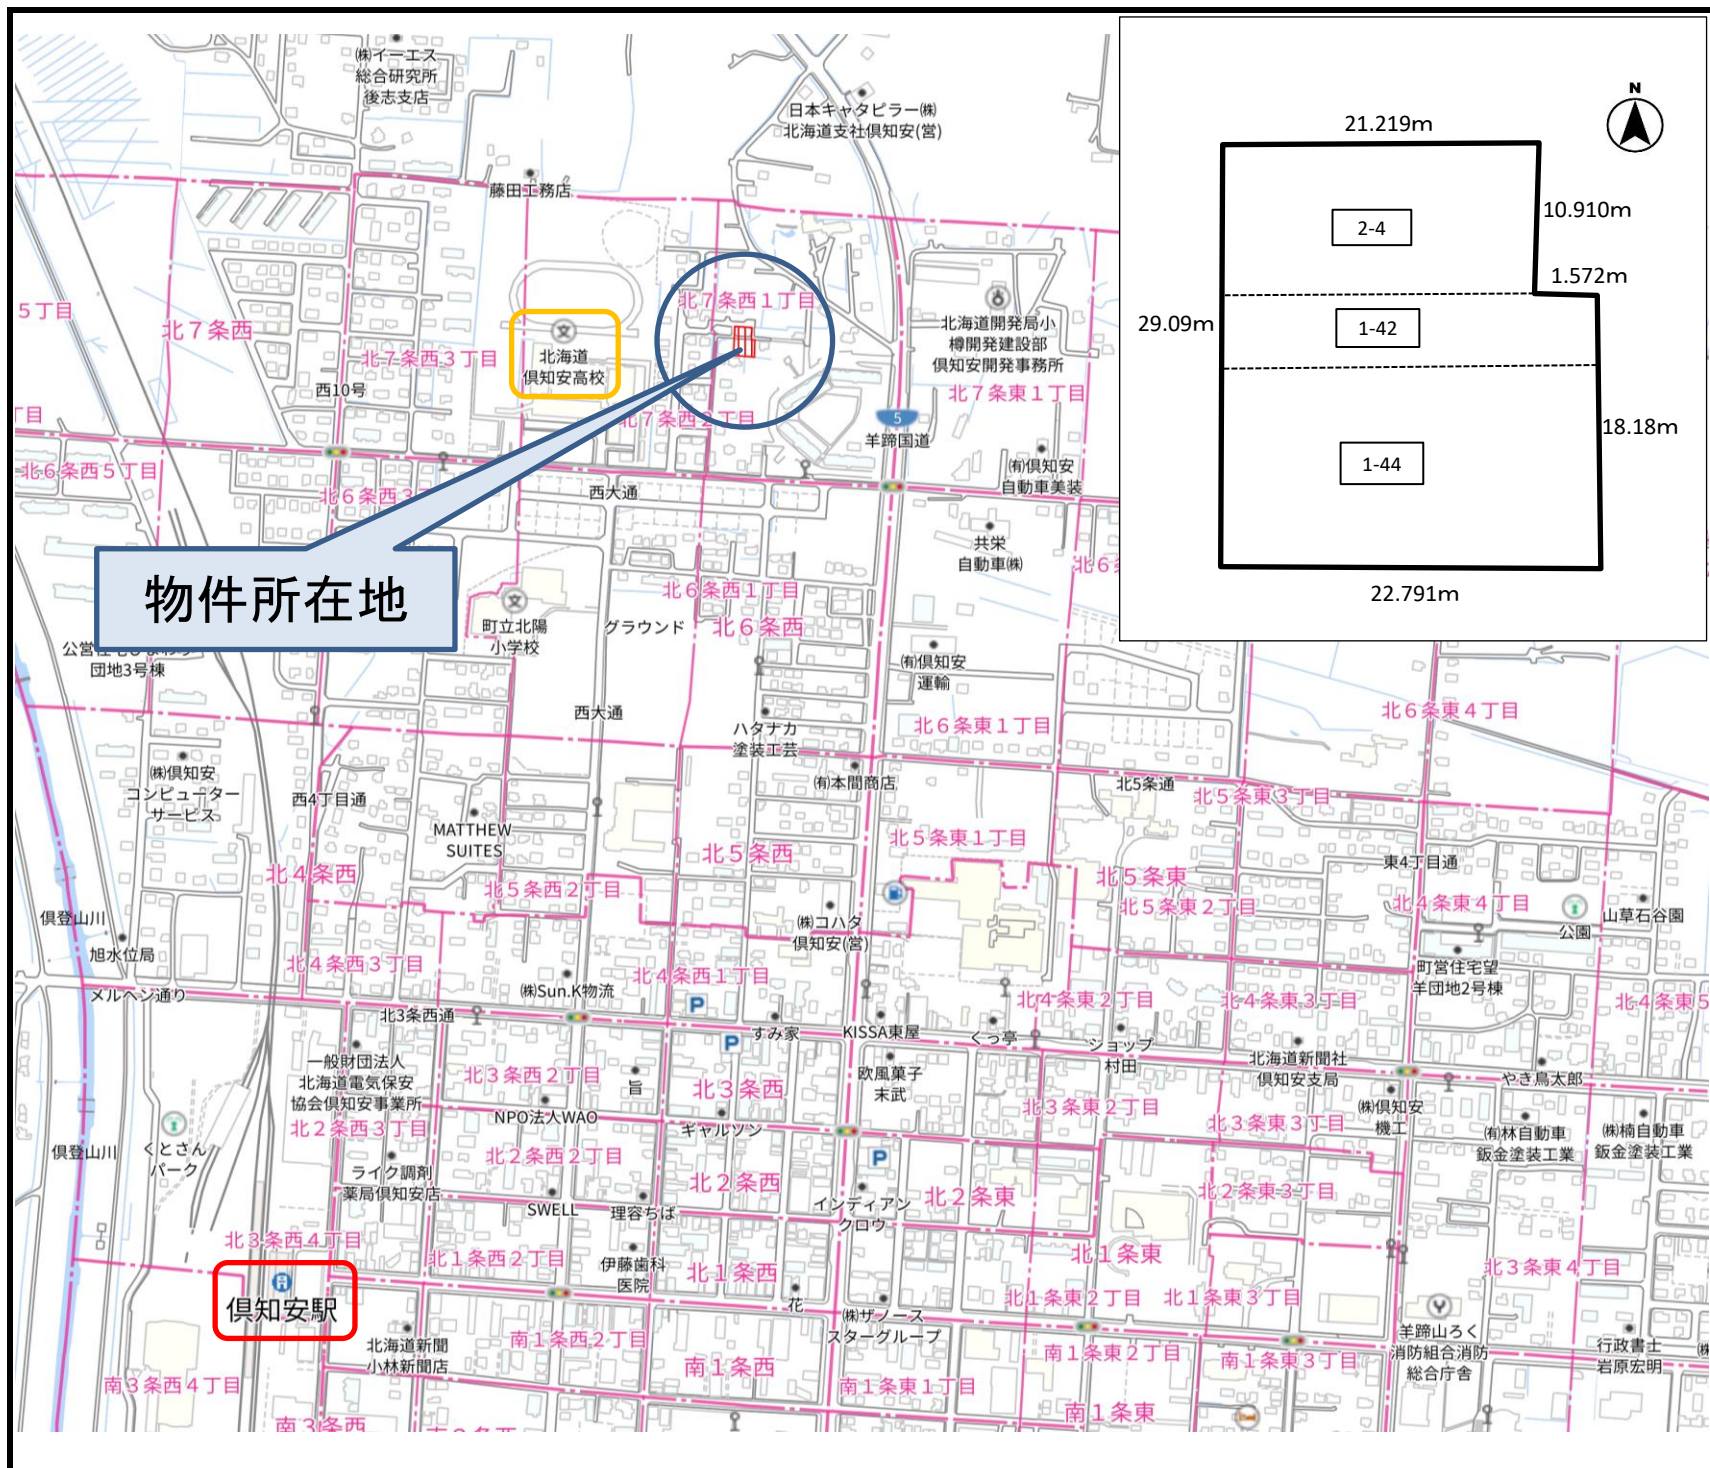 ㈱イーエス
総合研究所
後志支店
日本キャタピラー㈱
北海道支社倶知安(営)
藤田工務店
5丁目
北7条西
北7条西3丁目
西10号
北海道
倶知安高校
北7条西1丁目
北7条西2丁目
北海道開発局小
樽開発建設部
倶知安開発事務所
北7条東1丁目
5
羊蹄国道
丁目
北6条西5丁目
北6条西3
西大通
㈲倶知安
自動車美装
共栄
自動車㈱
北6条
物件所在地
町立北陽
小学校
グラウンド
北6条西1丁目
北6条西
㈲倶知安
運輸
団地3号棟
西大通
ハタナカ
塗装工芸
北6条東1丁目
北6条東4丁目
㈱倶知安
コンピューター
サービス
西4丁目通
MATTHEW
SUITES
㈲本間商店
北5条通
北5条東3丁目
北5条東1丁目
北5条西
北4条西
北5条西2丁目
北5条東
北5条東2丁目
東4丁目通
北4条東4丁目
公園
山草石谷園
倶登山川
旭水位局
㈱コハタ
倶知安(営)
町営住宅望
羊団地2号棟
北4条西3丁目
北4条西1丁目
北4条東2丁目
北4条東3丁目
北4条東5
メルヘン通り
㈱Sun.K物流
北3条西通
P
すみ家
KISSA東屋
くっ亭
ショップ
村田
北海道新聞社
倶知安支局
やき鳥太郎
一般財団法人
北海道電気保安
協会倶知安事業所
北3条西2丁目
旨
P
北3条西
欧風菓子
末武
北3条東2丁目
北3条東3丁目
㈱倶知安
機工
㈲林自動車
鈑金塗装工業
㈱楠自動車
鈑金塗装工業
NPO法人WAO
キャルソン
北2条西3丁目
くとさん
パーク
倶登山川
ライク調剤
薬局倶知安店
北2条西2丁目
北2条西
P
北2条東
北2条東3丁目
SWELL
理容ちば
インディアン
クロウ
北3条西4丁目
北1条西2丁目
伊藤歯科
医院
北1条西
北1条東
北3条東4丁目
倶知安駅
花
㈱ザノース
スターグループ
北1条東2丁目
北1条東3丁目
羊蹄山ろく
消防組合消防
総合庁舎
行政書士
岩原宏明
北海道新聞
小林新聞店
南1条西2丁目
南1条西
南1条東2丁目
南1条東3丁目
南3条西4丁目
南1条東1丁目
南1条東
南3条西
N
21.219m
10.910m
2-4
1.572m
29.09m
1-42
18.18m
1-44
22.791m